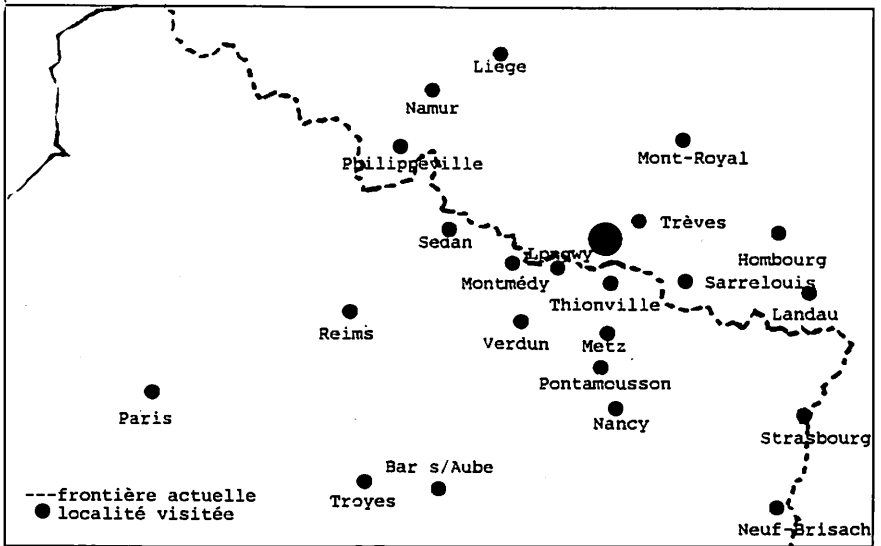 Liège
Namur
Philippeville
Mont-Royal
Trèves
Sedan
Longwy
Hombourg
Montmédy
Sarrelouis
Thionville
Landau
Reims
Verdun
Metz
Pontamousson
Paris
Nancy
Strasbourg
Bar s/Aube
---frontière actuelle
Troyes
localité visitée
Neuf-Brisach